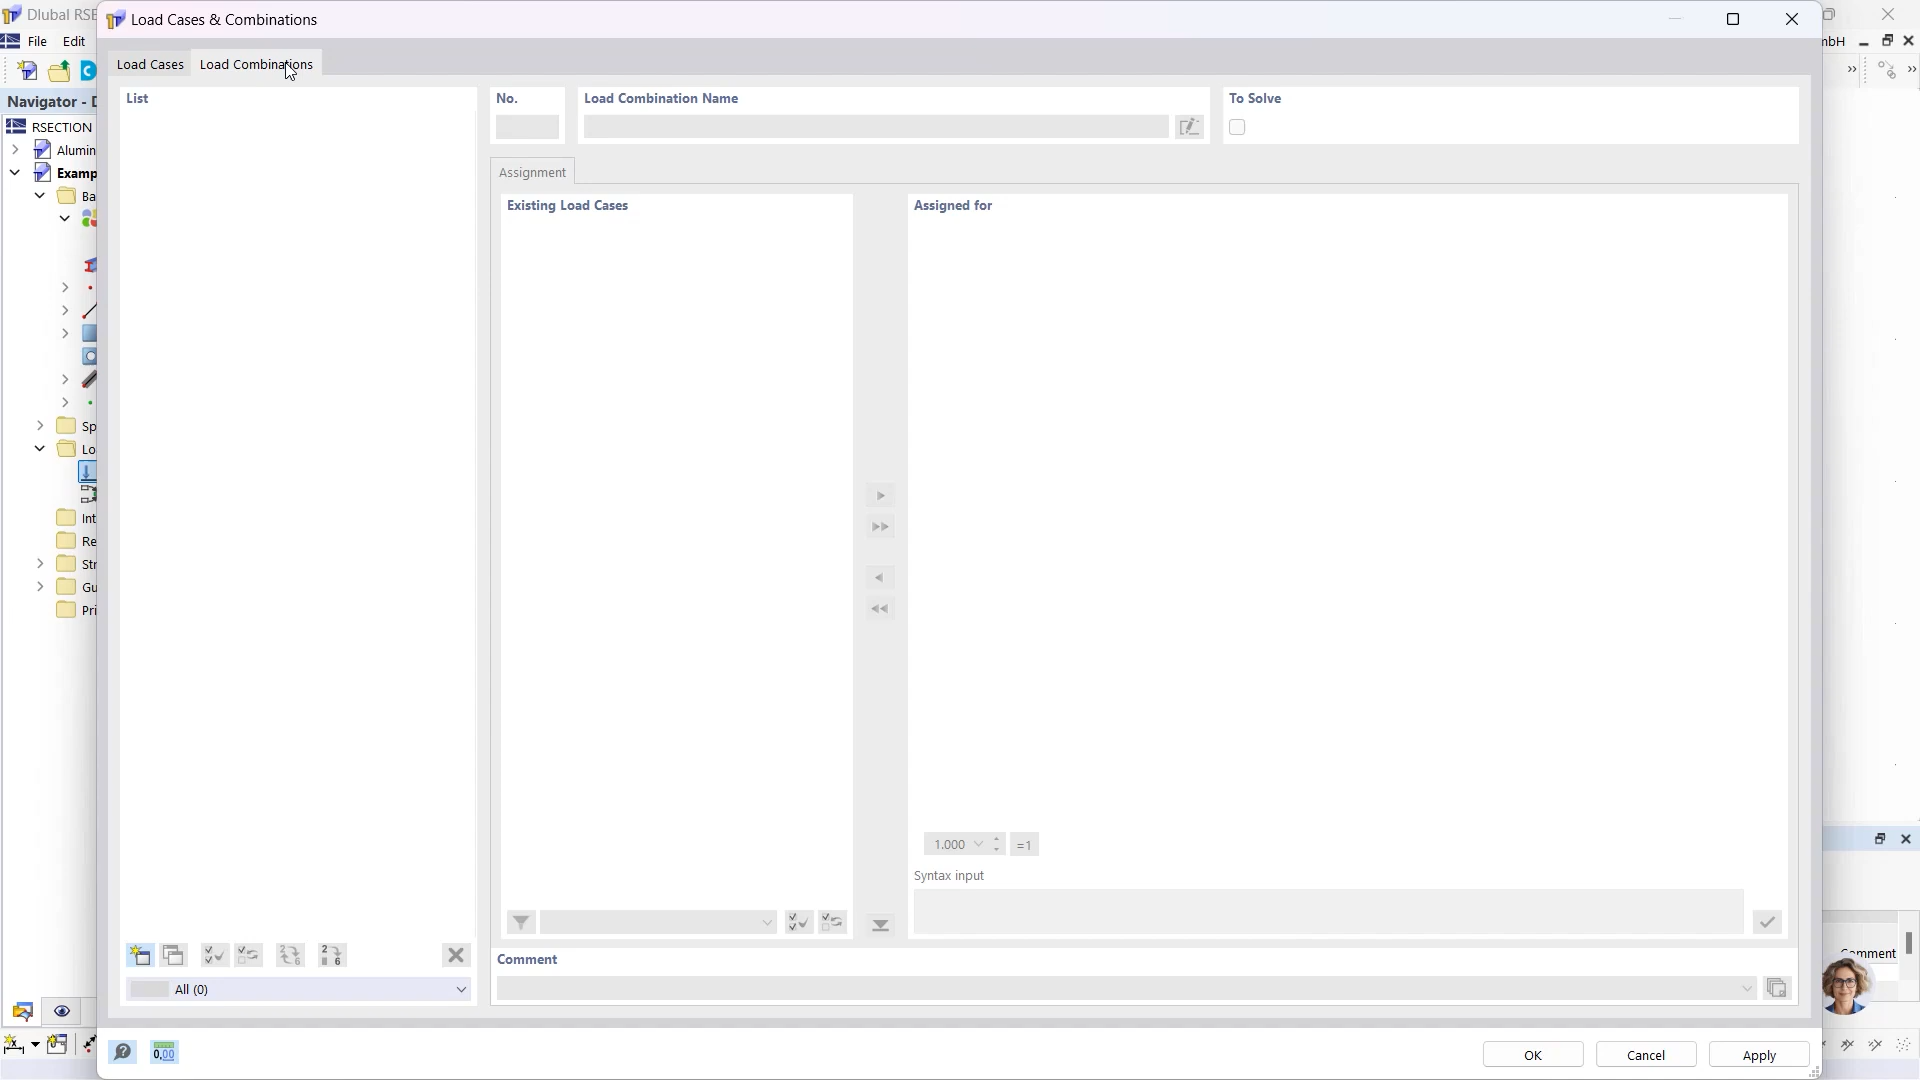 Dlubal RSE
Load Cases & Combinations
File Edit
mbH
Load Cases Load Combinations
Navigator - D
RSECTION
Alumin
Examp
Ba
Sp
Lo
Int
Re
Str
Gu
Pri
List
All (0)
No.
Load Combination Name
To Solve
Assignment
Existing Load Cases
Assigned for
1.000
=1
Syntax input
Comment
Comment
0,00
OK
Cancel
Apply